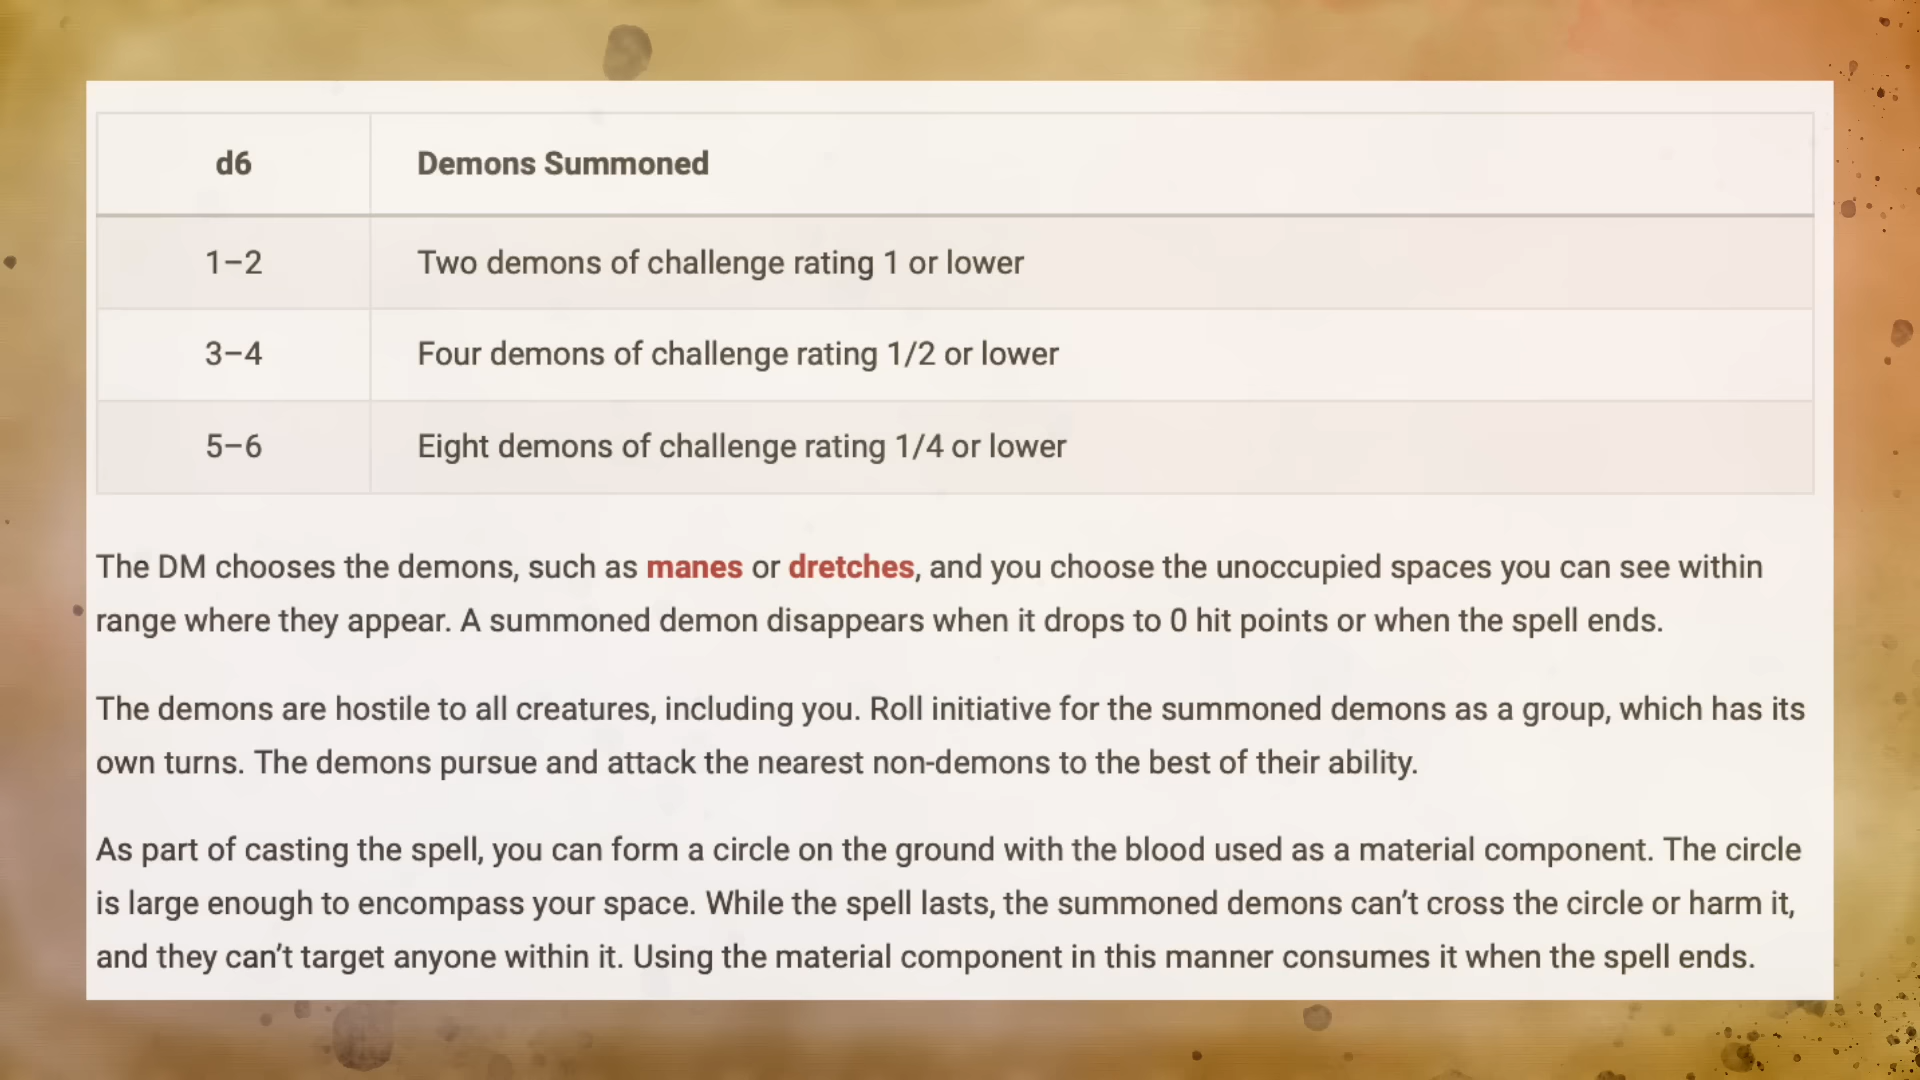 d6 Demons Summoned
1–2 Two demons of challenge rating 1 or lower
3–4 Four demons of challenge rating 1/2 or lower
5–6 Eight demons of challenge rating 1/4 or lower
The DM chooses the demons, such as manes or dretches, and you choose the unoccupied spaces you can see within
range where they appear. A summoned demon disappears when it drops to 0 hit points or when the spell ends.
The demons are hostile to all creatures, including you. Roll initiative for the summoned demons as a group, which has its
own turns. The demons pursue and attack the nearest non-demons to the best of their ability.
As part of casting the spell, you can form a circle on the ground with the blood used as a material component. The circle
is large enough to encompass your space. While the spell lasts, the summoned demons can’t cross the circle or harm it,
and they can’t target anyone within it. Using the material component in this manner consumes it when the spell ends.